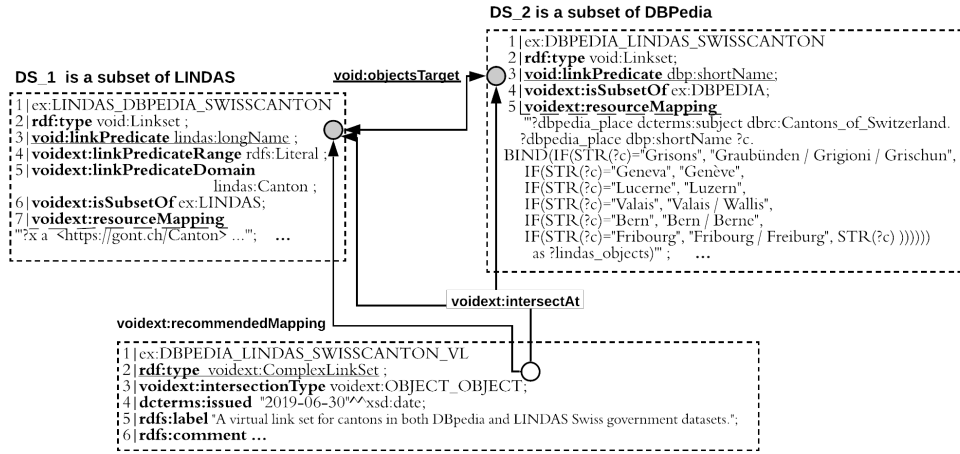 DS_2 is a subset of DBPedia
1| ex:DBPEDIA_LINDAS_SWISSCANTON
2| rdf:type void:Linkset;
3| void:linkPredicate dbp:shortName;
4| voidext:isSubsetOf ex:DBPEDIA;
5| voidext:resourceMapping
'''?dbpedia_place dcterms:subject dbrc:Cantons_of_Switzerland.
?dbpedia_place dbp:shortName ?c.
BIND(IF(STR(?c)="Grisons", "Graubünden / Grigioni / Grischun",
IF(STR(?c)="Geneva", "Genève",
IF(STR(?c)="Lucerne", "Luzern",
IF(STR(?c)="Valais", "Valais / Wallis",
IF(STR(?c)="Bern", "Bern / Berne",
IF(STR(?c)="Fribourg", "Fribourg / Freiburg", STR(?c) ))))))
as ?lindas_objects)''' ; ...
void:objectsTarget
DS_1 is a subset of LINDAS
1| ex:LINDAS_DBPEDIA_SWISSCANTON
2| rdf:type void:Linkset ;
3| void:linkPredicate lindas:longName ;
4| voidext:linkPredicateRange rdfs:Literal ;
5| voidext:linkPredicateDomain
lindas:Canton ;
6| voidext:isSubsetOf ex:LINDAS;
7| voidext:resourceMapping
'''?x a <https://gont.ch/Canton> ...'''; ...
voidext:intersectAt
voidext:recommendedMapping
1| ex:DBPEDIA_LINDAS_SWISSCANTON_VL
2| rdf:type voidext:ComplexLinkSet ;
3| voidext:intersectionType voidext:OBJECT_OBJECT;
4| dcterms:issued "2019-06-30"^^xsd:date;
5| rdfs:label "A virtual link set for cantons in both DBpedia and LINDAS Swiss government datasets.";
6| rdfs:comment ...